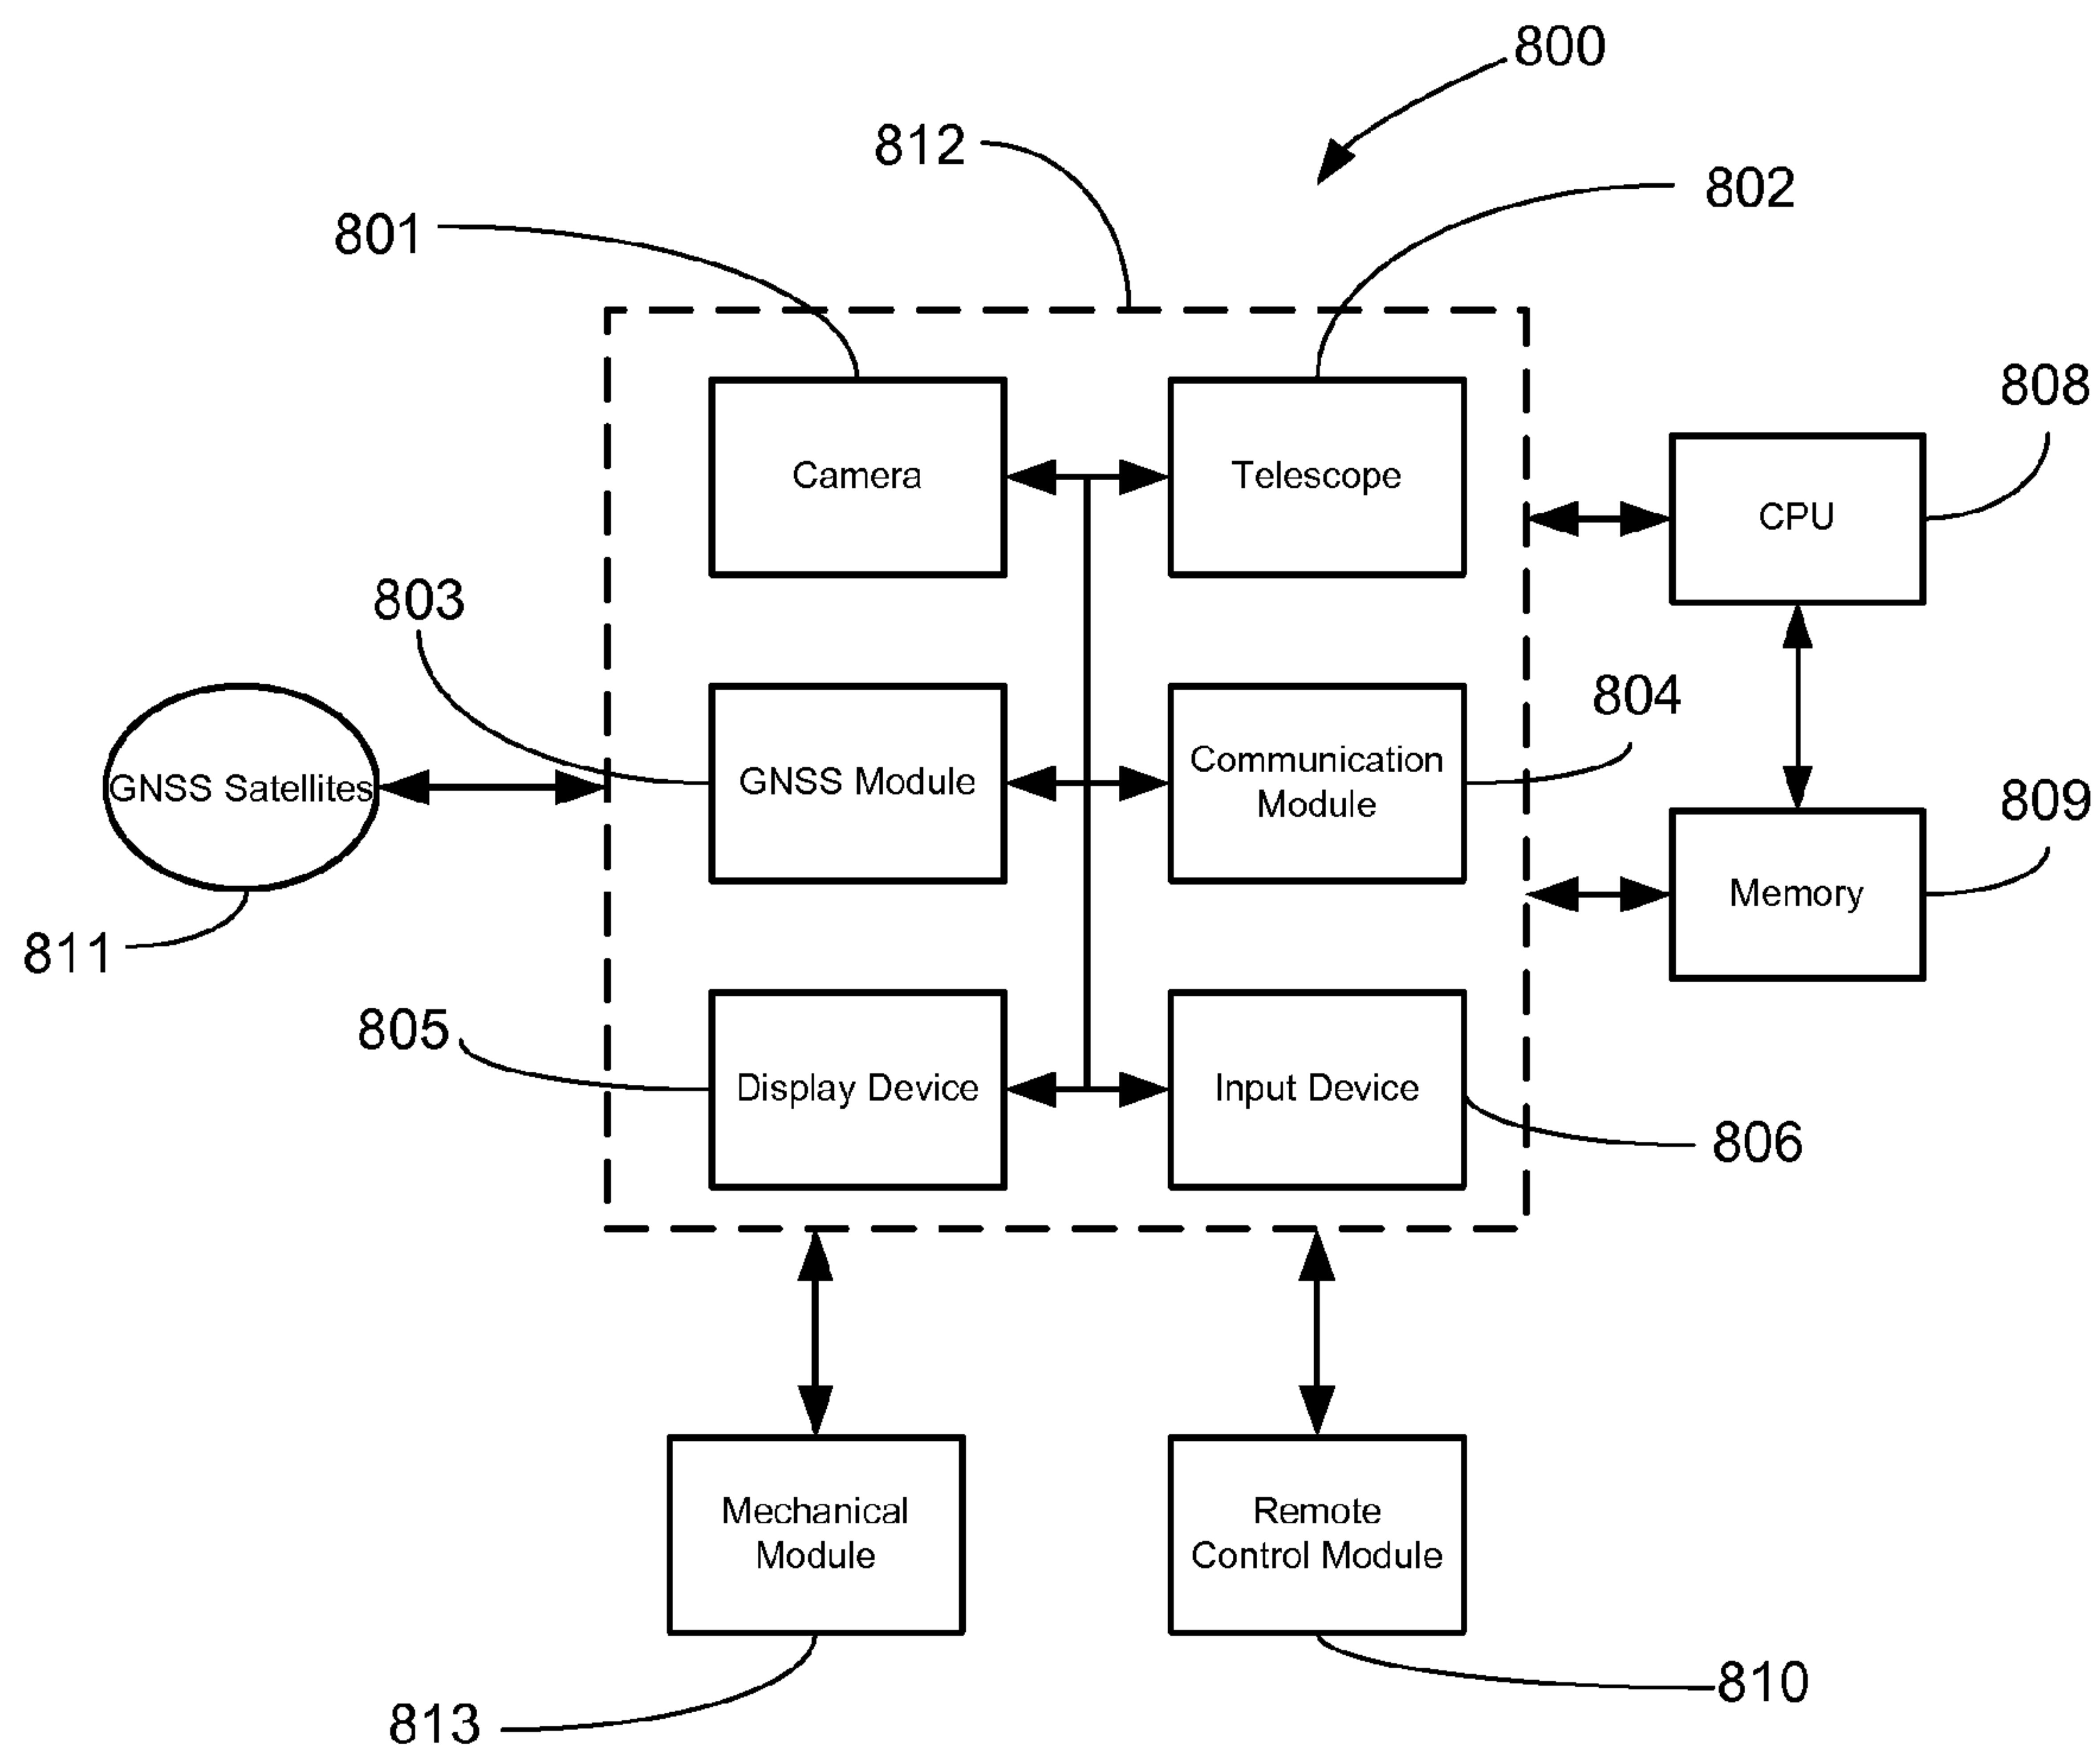 800
812
802
801
808
Camera
Telescope
CPU
803
804
GNSS Satellites
GNSS Module
Communication
Module
809
Memory
811
805
Display Device
Input Device
806
Mechanical
Module
Remote
Control Module
810
813